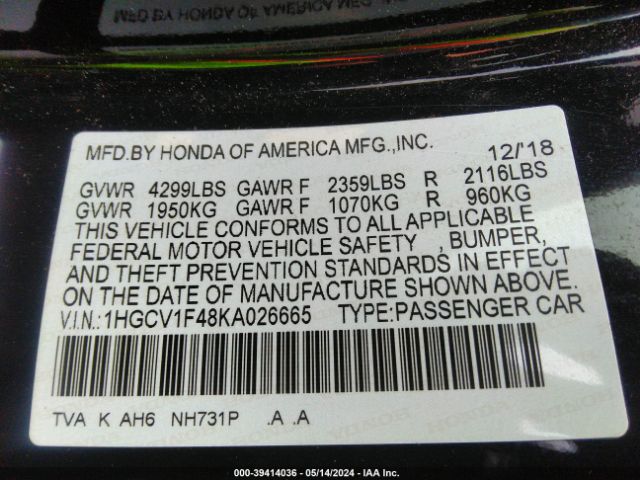 MFD.BY HONDA OF AMERICA MFG.,INC. 12/'18
GVWR 4299LBS GAWR F 2359LBS R 2116LBS
GVWR 1950KG GAWR F 1070KG R 960KG
THIS VEHICLE CONFORMS TO ALL APPLICABLE
FEDERAL MOTOR VEHICLE SAFETY , BUMPER,
AND THEFT PREVENTION STANDARDS IN EFFECT
ON THE DATE OF MANUFACTURE SHOWN ABOVE.
V.I.N.:1HGCV1F48KA026665 TYPE:PASSENGER CAR
TVA K AH6 NH731P .A .A
000-39414036 - 05/14/2024 - IAA Inc.